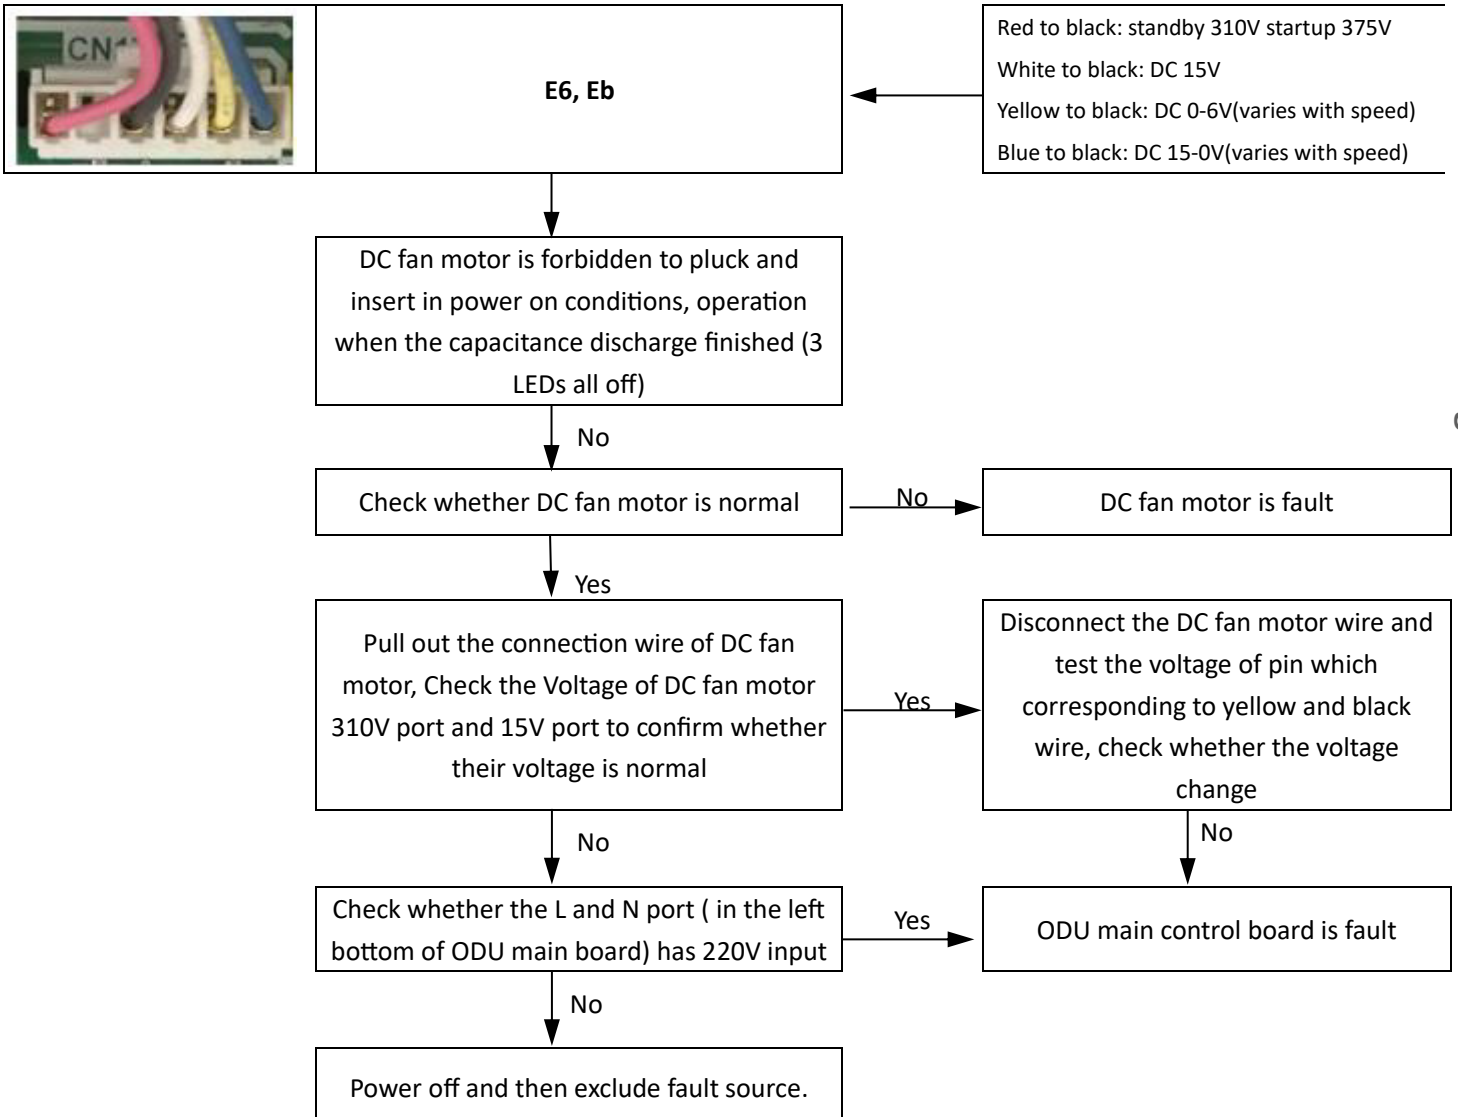 CN
E6, Eb
Red to black: standby 310V startup 375V
White to black: DC 15V
Yellow to black: DC 0-6V(varies with speed)
Blue to black: DC 15-0V(varies with speed)
DC fan motor is forbidden to pluck and
insert in power on conditions, operation
when the capacitance discharge finished (3
LEDs all off)
No
Check whether DC fan motor is normal
No
DC fan motor is fault
Yes
Pull out the connection wire of DC fan
motor, Check the Voltage of DC fan motor
310V port and 15V port to confirm whether
their voltage is normal
Yes
Disconnect the DC fan motor wire and
test the voltage of pin which
corresponding to yellow and black
wire, check whether the voltage
change
No
No
Check whether the L and N port ( in the left
bottom of ODU main board) has 220V input
Yes
ODU main control board is fault
No
Power off and then exclude fault source.